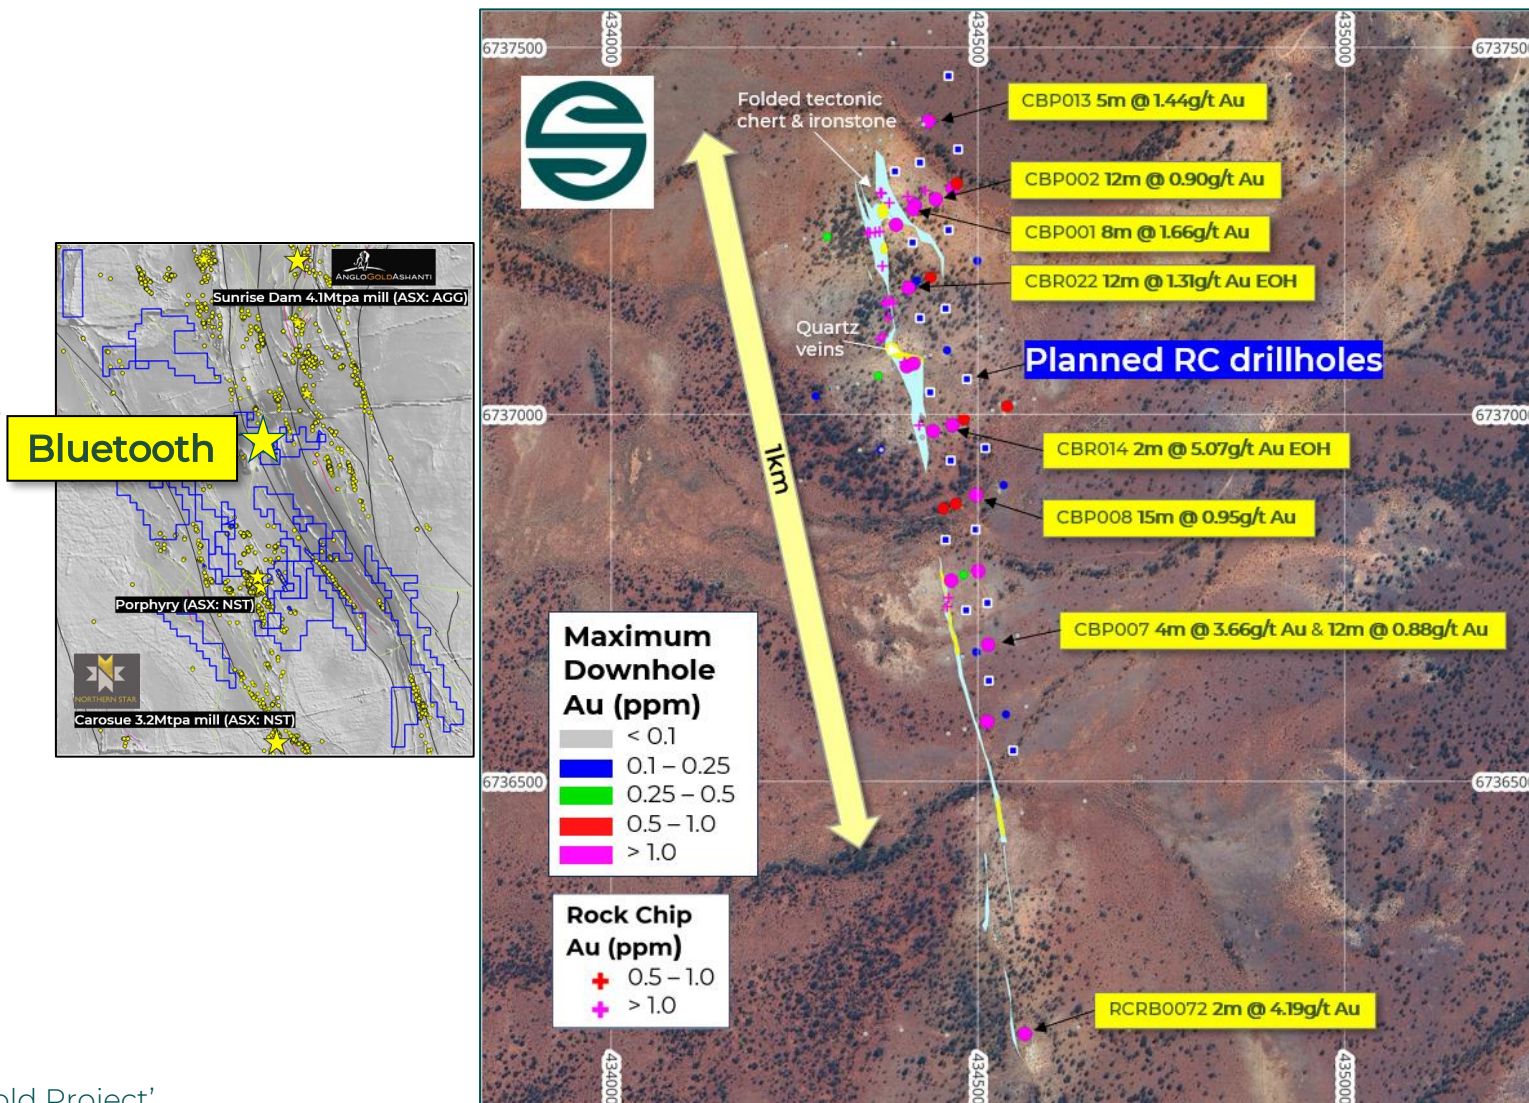 ANGLOGOLDASHANTI
Sunrise Dam 4.1Mtpa mill (ASX: AGG)
Bluetooth
Porphyry (ASX: NST)
NORTHERN STAR
Carosue 3.2Mtpa mill (ASX: NST)
434000
434500
435000
6737500
6737500
Folded tectonic
chert & ironstone
CBP013 5m @ 1.44g/t Au
CBP002 12m @ 0.90g/t Au
CBP001 8m @ 1.66g/t Au
CBR022 12m @ 1.31g/t Au EOH
Quartz
veins
Planned RC drillholes
6737000
6737000
1km
CBR014 2m @ 5.07g/t Au EOH
CBP008 15m @ 0.95g/t Au
CBP007 4m @ 3.66g/t Au & 12m @ 0.88g/t Au
Maximum
Downhole
Au (ppm)
< 0.1
0.1 – 0.25
0.25 – 0.5
0.5 – 1.0
> 1.0
6736500
6736500
Rock Chip
Au (ppm)
0.5 – 1.0
> 1.0
RCRB0072 2m @ 4.19g/t Au
434000
434500
435000
old Project'